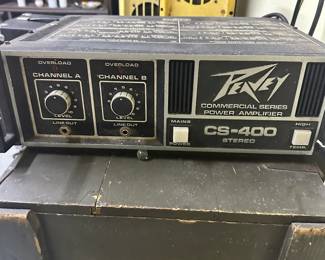 OVERLOAD
CHANNEL A
LEVEL
LINE OUT
OVERLOAD
CHANNEL B
LEVEL
LINE OUT
PEAVEY
COMMERCIAL SERIES
POWER AMPLIFIER
CS-400
STEREO
MAINS
POWER
HIGH
TEMP.